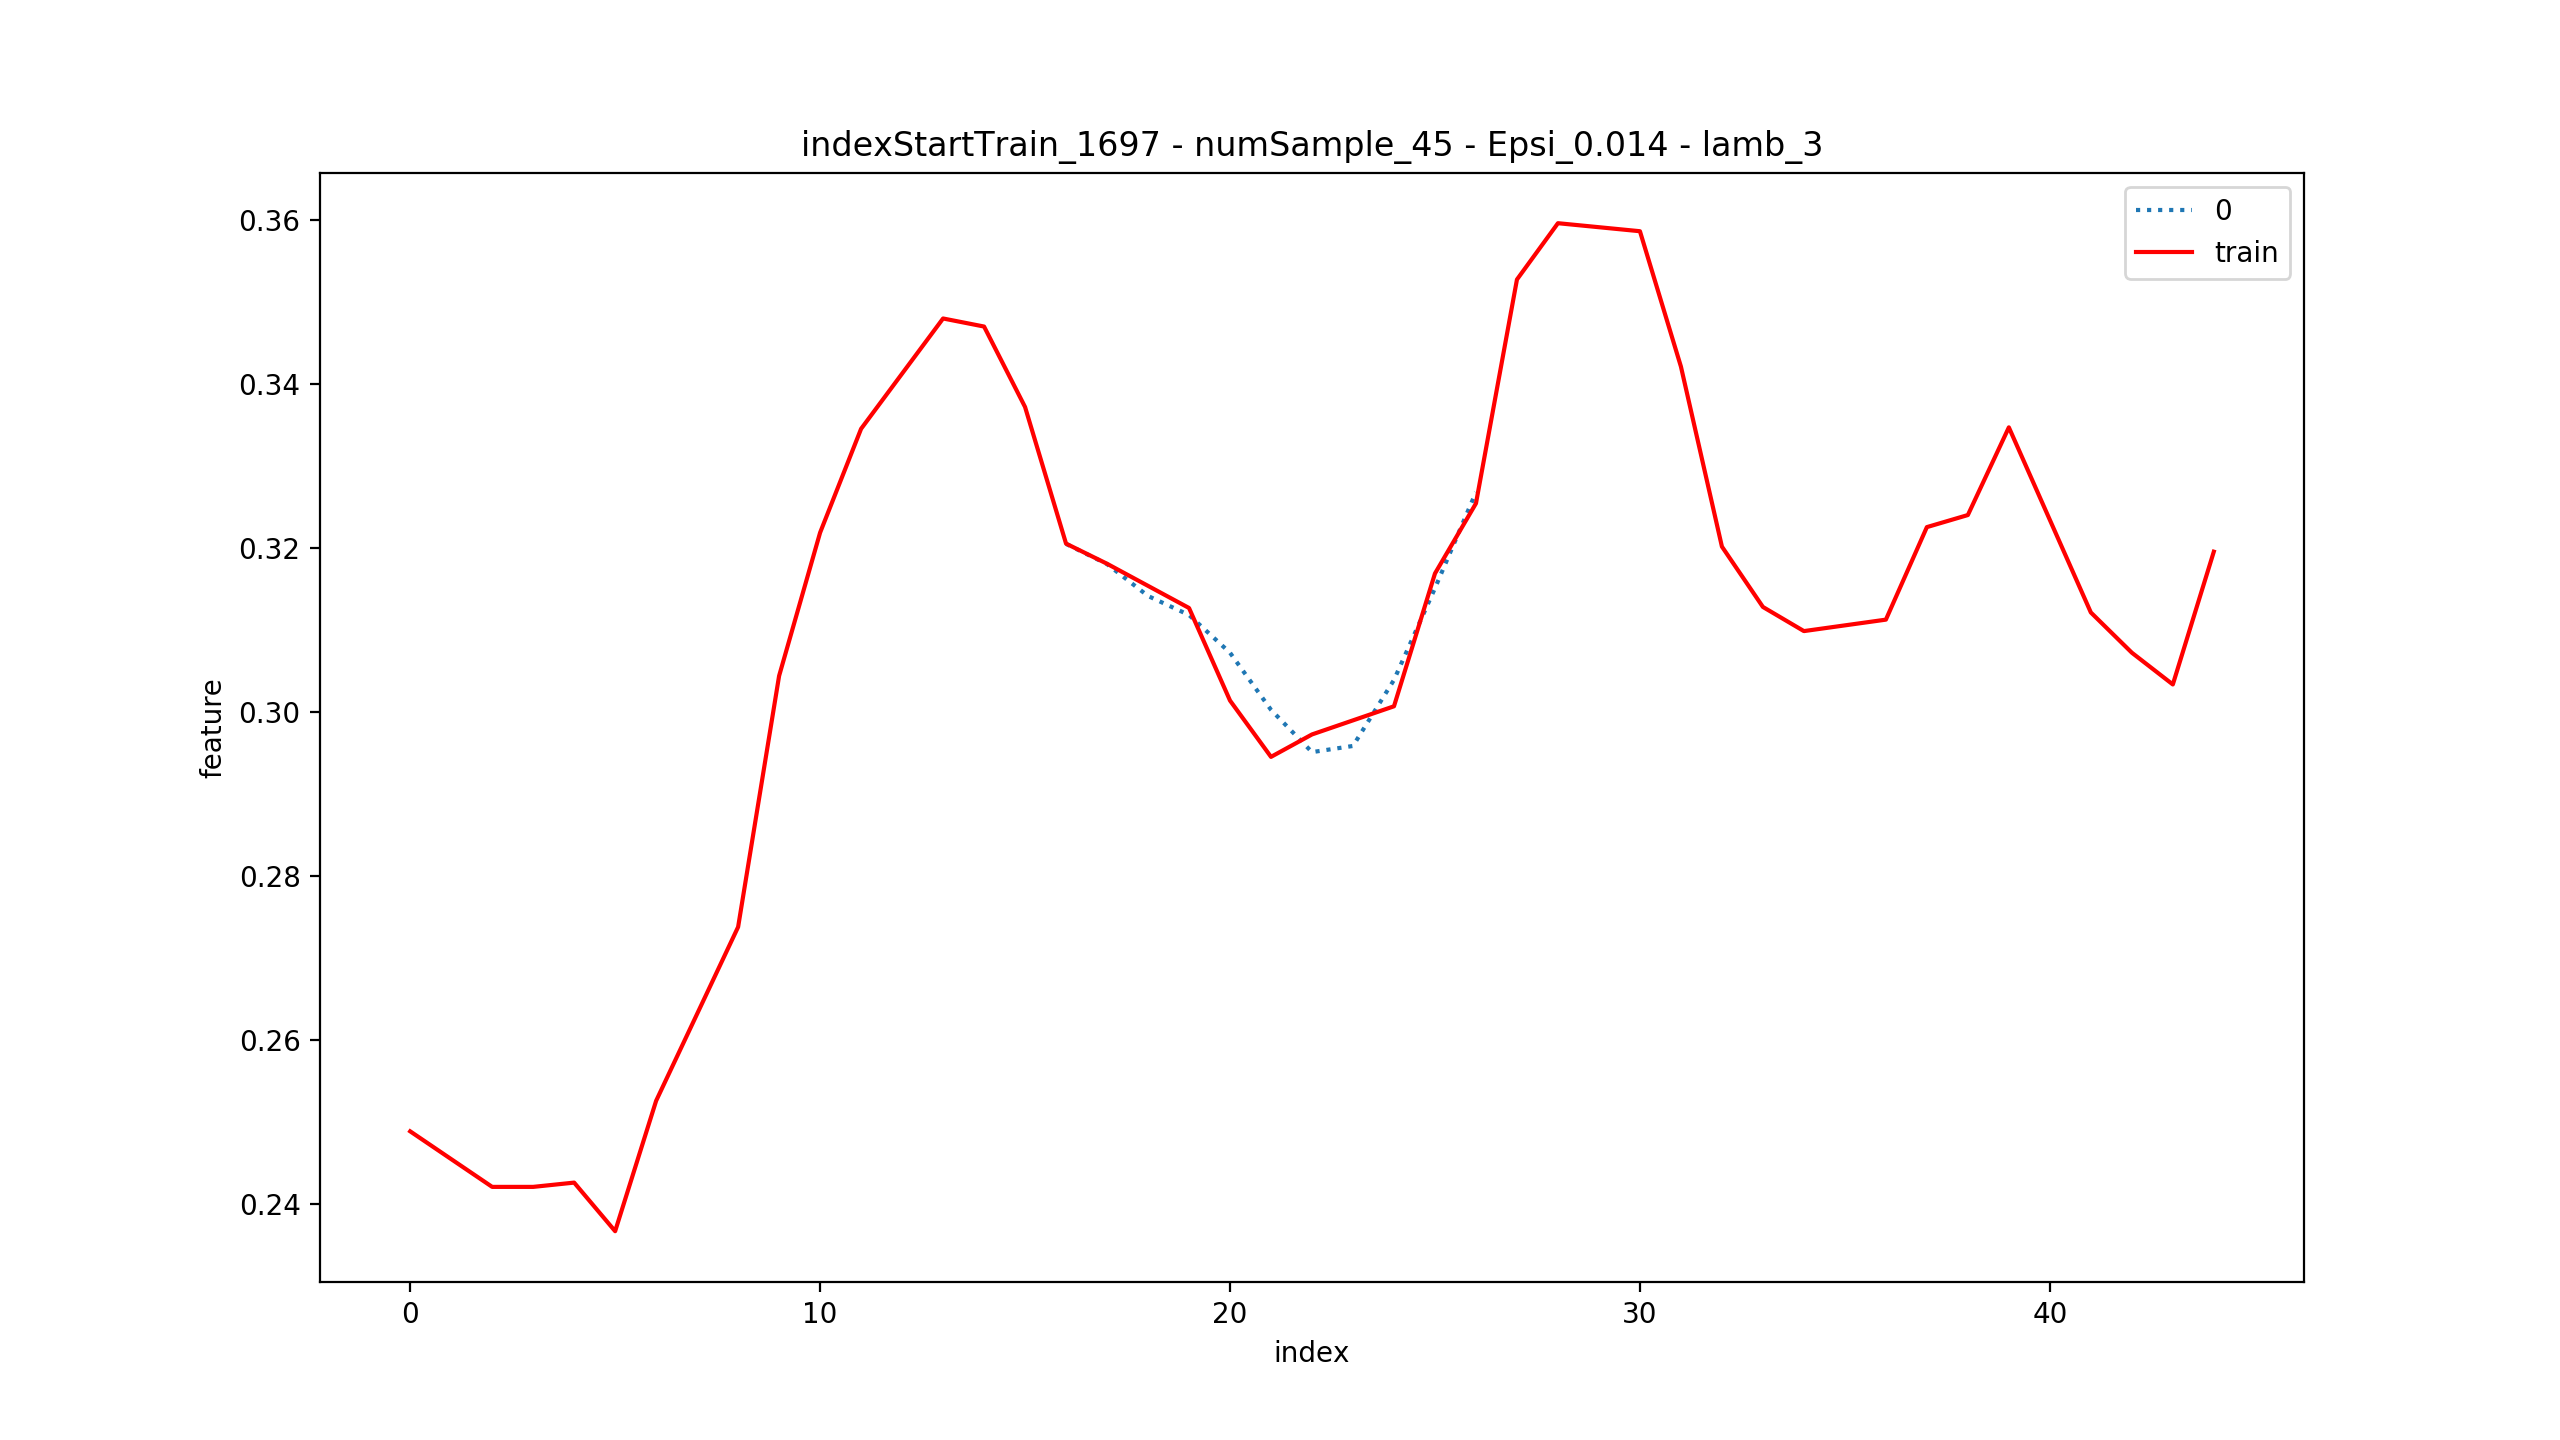 indexStartTrain_1697 - numSample_45 - Epsi_0.014 - lamb_3
0
train
0.36
0.34
0.32
0.30
0.28
0.26
0.24
feature
0 10 20 30 40
index